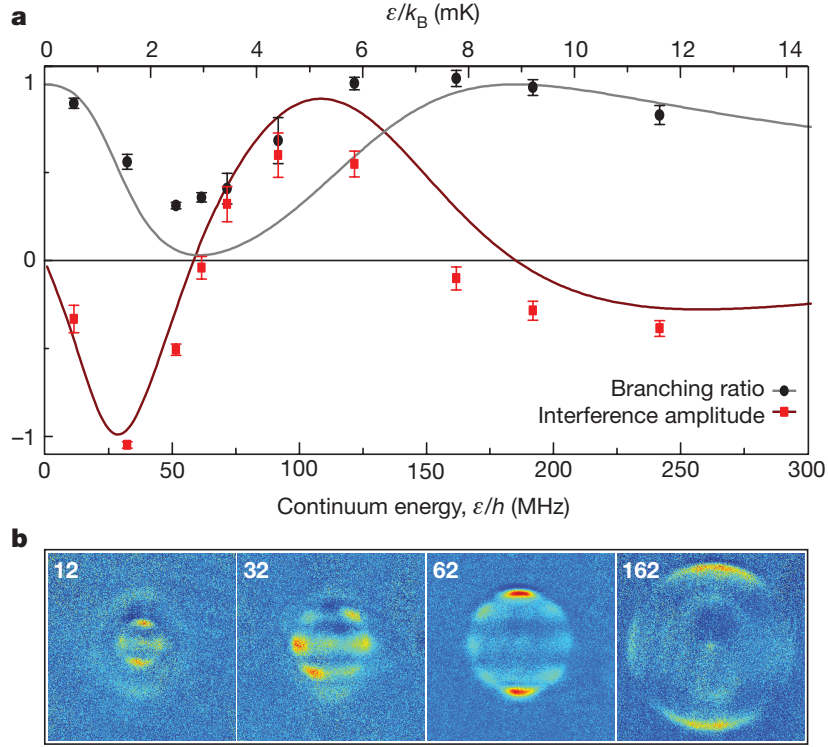 a
ε/kB (mK)
0 2 4 6 8 10 12 14
1
0
−1
Branching ratio
Interference amplitude
0 50 100 150 200 250 300
Continuum energy, ε/h (MHz)
b
12 32 62 162